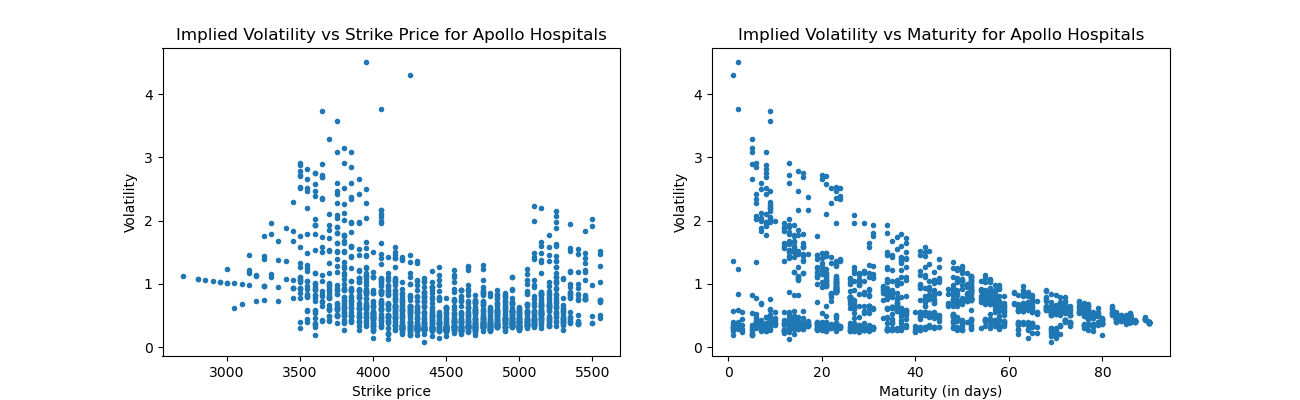 Implied Volatility vs Strike Price for Apollo Hospitals
Volatility
4
3
2
1
0
3000 3500 4000 4500 5000 5500
Strike price
Implied Volatility vs Maturity for Apollo Hospitals
Volatility
4
3
2
1
0
0 20 40 60 80
Maturity (in days)